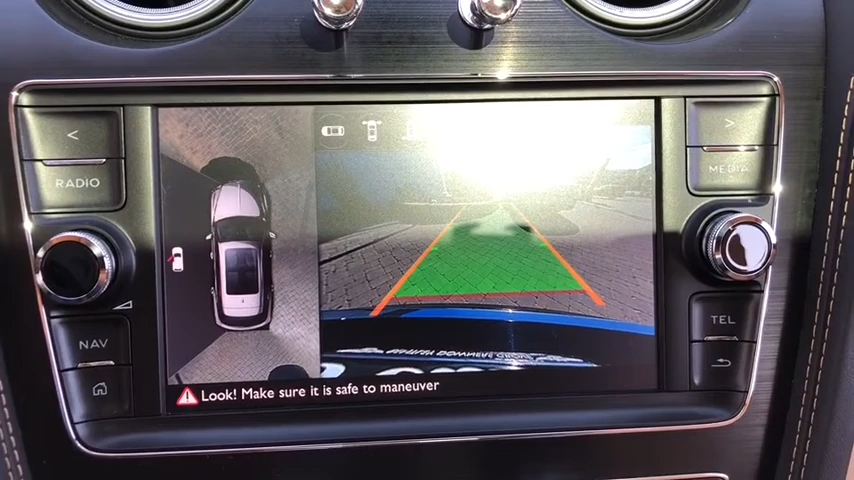 <
>
RADIO
MEDIA
NAV
TEL
Look! Make sure it is safe to maneuver